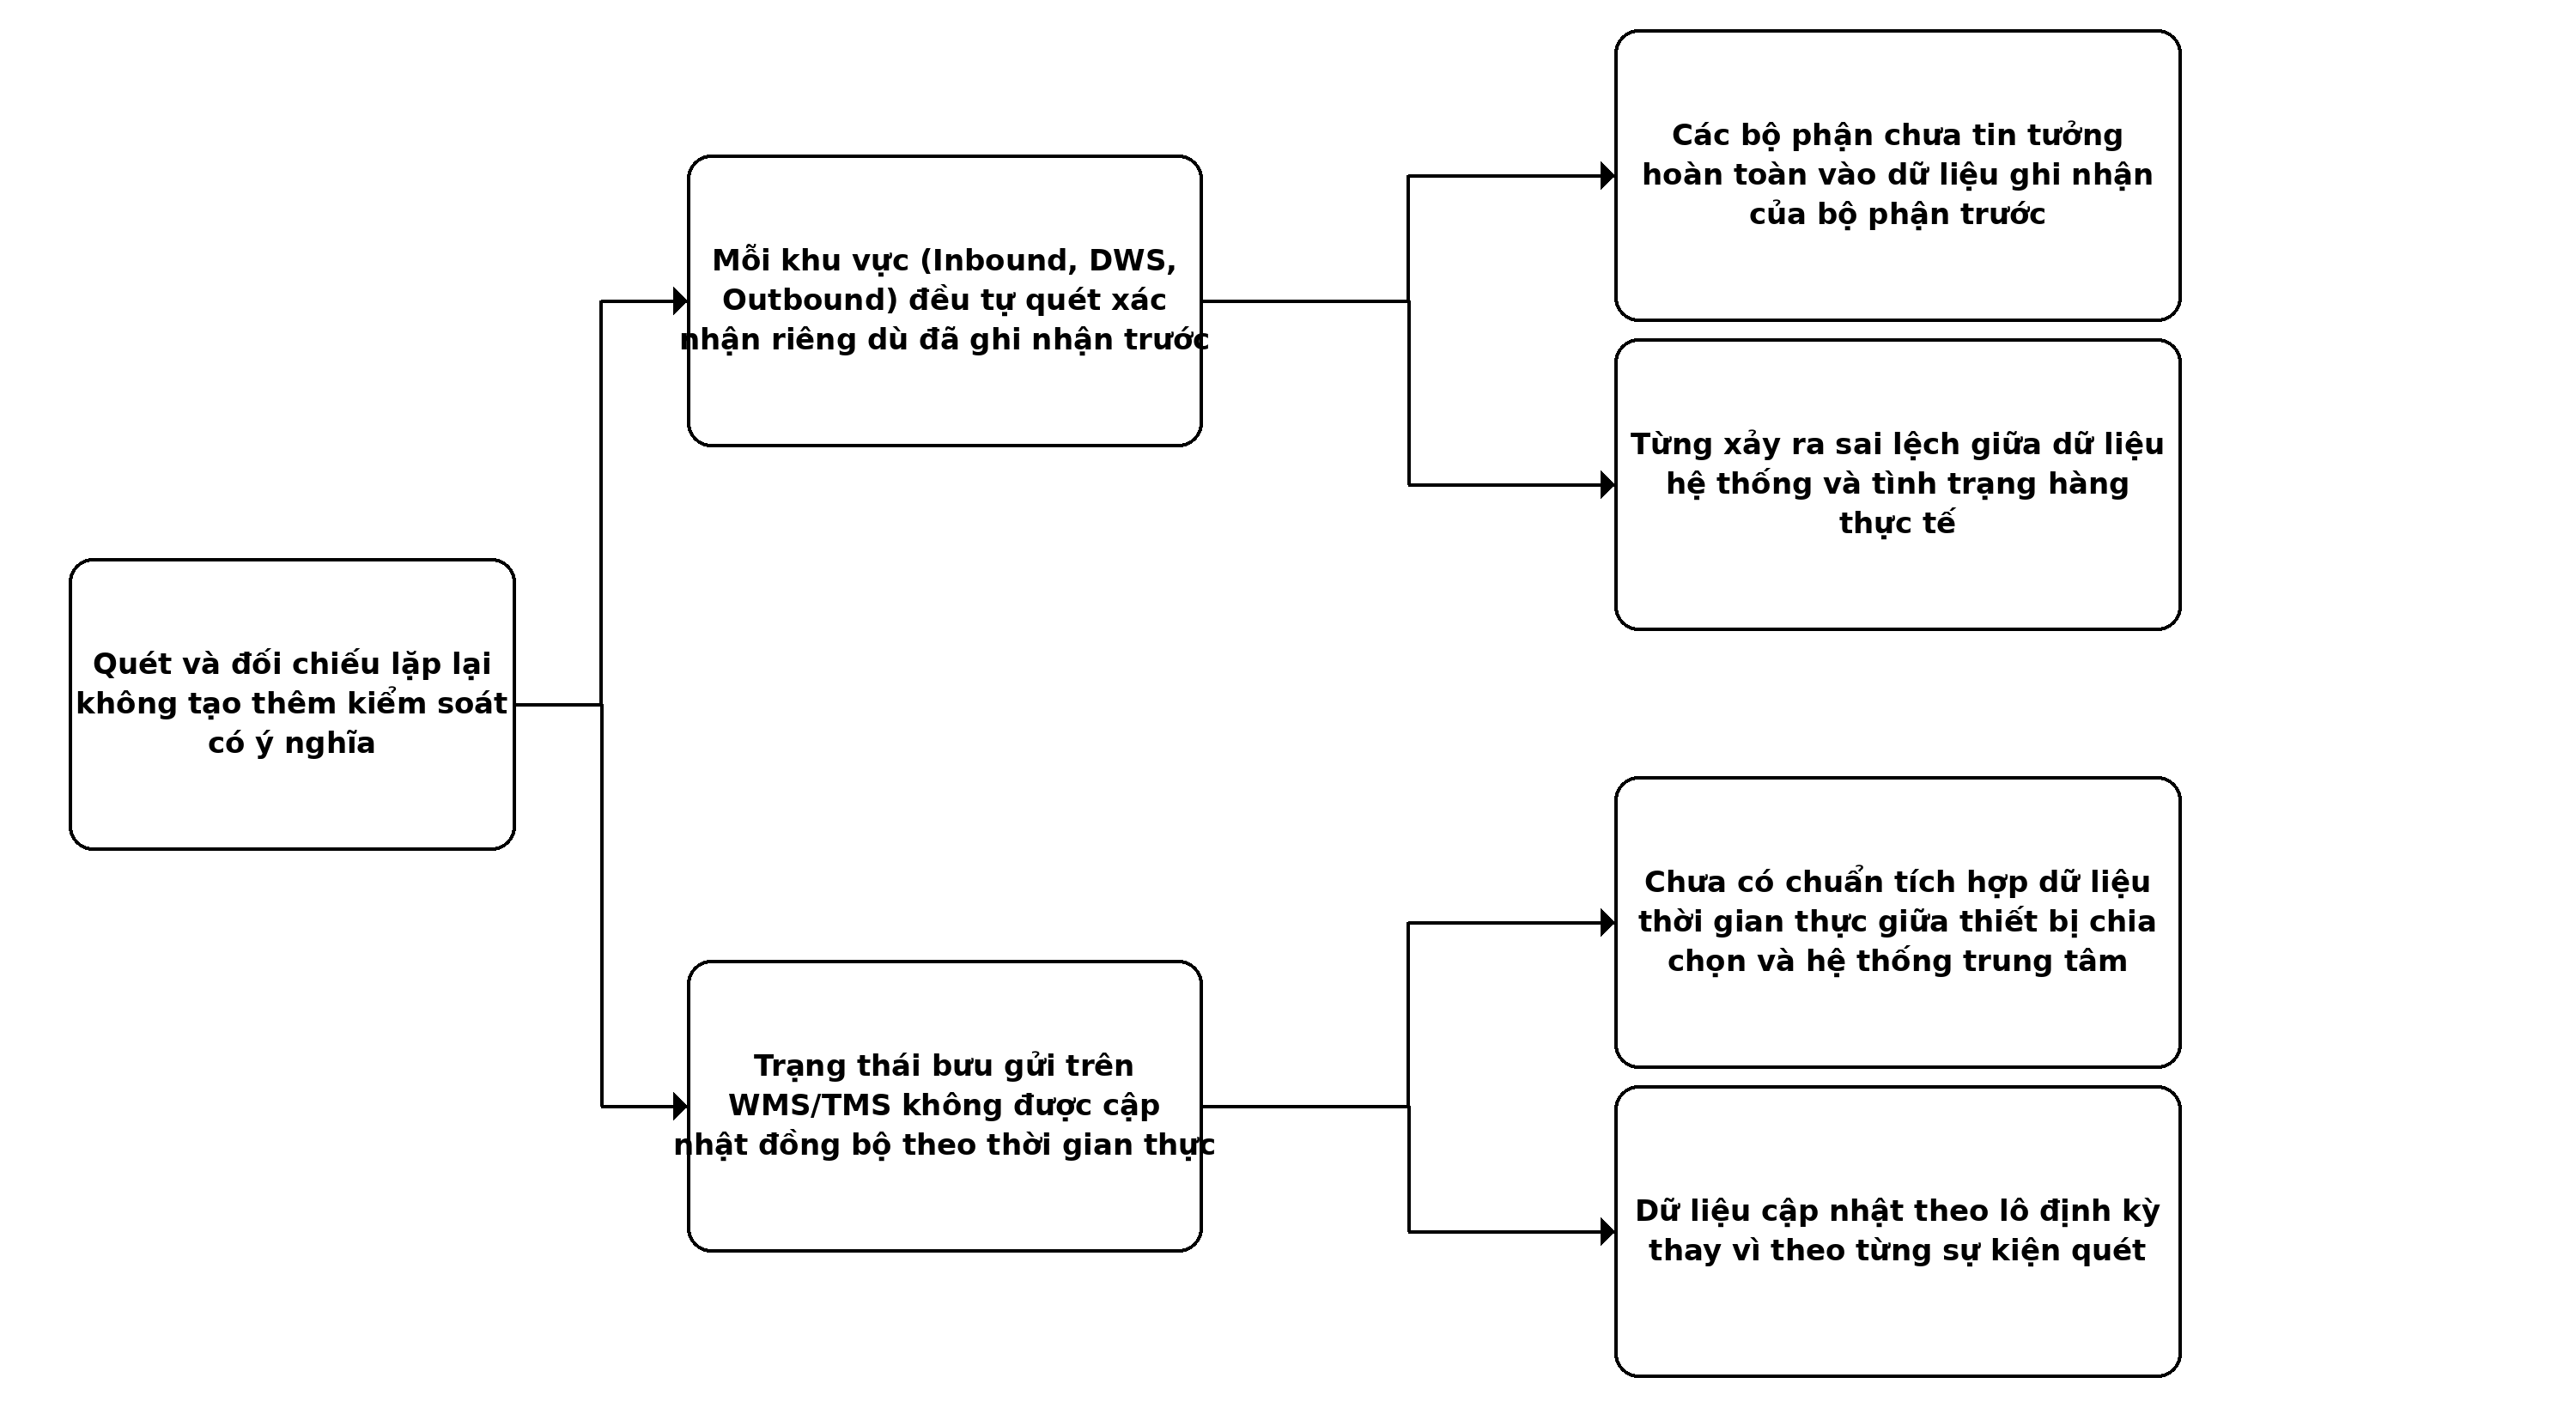 Quét và đối chiếu lặp lại
không tạo thêm kiểm soát
có ý nghĩa
Mỗi khu vực (Inbound, DWS,
Outbound) đều tự quét xác
nhận riêng dù đã ghi nhận trước
Các bộ phận chưa tin tưởng
hoàn toàn vào dữ liệu ghi nhận
của bộ phận trước
Từng xảy ra sai lệch giữa dữ liệu
hệ thống và tình trạng hàng
thực tế
Trạng thái bưu gửi trên
WMS/TMS không được cập
nhật đồng bộ theo thời gian thực
Chưa có chuẩn tích hợp dữ liệu
thời gian thực giữa thiết bị chia
chọn và hệ thống trung tâm
Dữ liệu cập nhật theo lô định kỳ
thay vì theo từng sự kiện quét